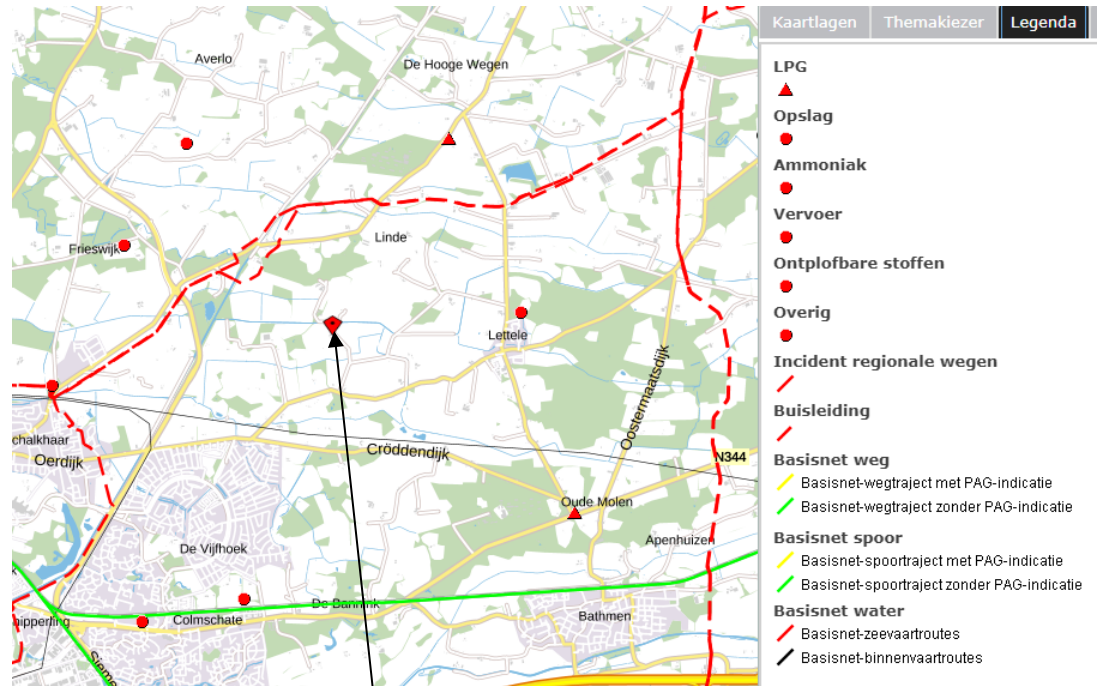 Averlo
De Hooge Wegen
Linde
Frieswijk
Lettele
Oostermaatsdijk
chalkhaar
Oerdijk
Cröddendijk
N344
Oude Molen
De Vijfhoek
Apenhuizen
De Bannink
Colmschate
Bathmen
hipperling
Sieme
Kaartlagen Themakiezer Legenda
LPG
Opslag
Ammoniak
Vervoer
Ontplofbare stoffen
Overig
Incident regionale wegen
Buisleiding
Basisnet weg
Basisnet-wegtraject met PAG-indicatie
Basisnet-wegtraject zonder PAG-indicatie
Basisnet spoor
Basisnet-spoortraject met PAG-indicatie
Basisnet-spoortraject zonder PAG-indicatie
Basisnet water
Basisnet-zeevaartroutes
Basisnet-binnenvaartroutes